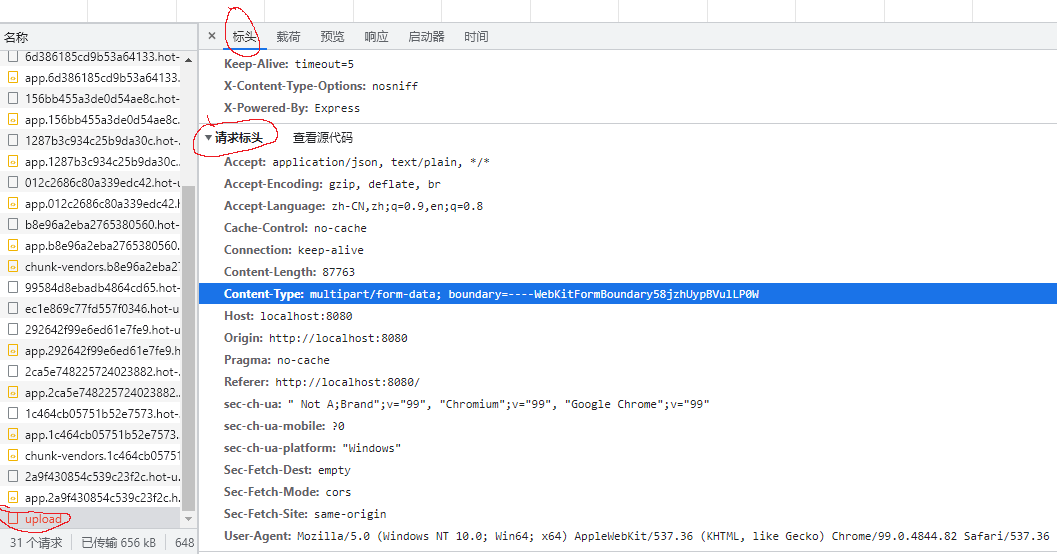 名称
× 标头 载荷 预览 响应 启动器 时间
6d386185cd9b53a64133.hot-
app.6d386185cd9b53a64133.
156bb455a3de0d54ae8c.hot-
app.156bb455a3de0d54ae8c.
1287b3c934c25b9da30c.hot-
app.1287b3c934c25b9da30c.
012c2686c80a339edc42.hot-u
app.012c2686c80a339edc42.h
b8e96a2eba2765380560.hot-
app.b8e96a2eba2765380560.
chunk-vendors.b8e96a2eba27
99584d8ebadb4864cd65.hot-
ec1e869c77fd557f0346.hot-u
292642f99e6ed61e7fe9.hot-u
app.292642f99e6ed61e7fe9.h
2ca5e748225724023882.hot-
app.2ca5e748225724023882.
1c464cb05751b52e7573.hot-
app.1c464cb05751b52e7573.
chunk-vendors.1c464cb05751
2a9f430854c539c23f2c.hot-u.
app.2a9f430854c539c23f2c.h
upload
31 个请求 已传输 656 kB 648
Keep-Alive: timeout=5
X-Content-Type-Options: nosniff
X-Powered-By: Express
▼请求标头 查看源代码
Accept: application/json, text/plain, */*
Accept-Encoding: gzip, deflate, br
Accept-Language: zh-CN,zh;q=0.9,en;q=0.8
Cache-Control: no-cache
Connection: keep-alive
Content-Length: 87763
Content-Type: multipart/form-data; boundary=----WebKitFormBoundary58jzhUypBVulLP0W
Host: localhost:8080
Origin: http://localhost:8080
Pragma: no-cache
Referer: http://localhost:8080/
sec-ch-ua: " Not A;Brand";v="99", "Chromium";v="99", "Google Chrome";v="99"
sec-ch-ua-mobile: ?0
sec-ch-ua-platform: "Windows"
Sec-Fetch-Dest: empty
Sec-Fetch-Mode: cors
Sec-Fetch-Site: same-origin
User-Agent: Mozilla/5.0 (Windows NT 10.0; Win64; x64) AppleWebKit/537.36 (KHTML, like Gecko) Chrome/99.0.4844.82 Safari/537.36